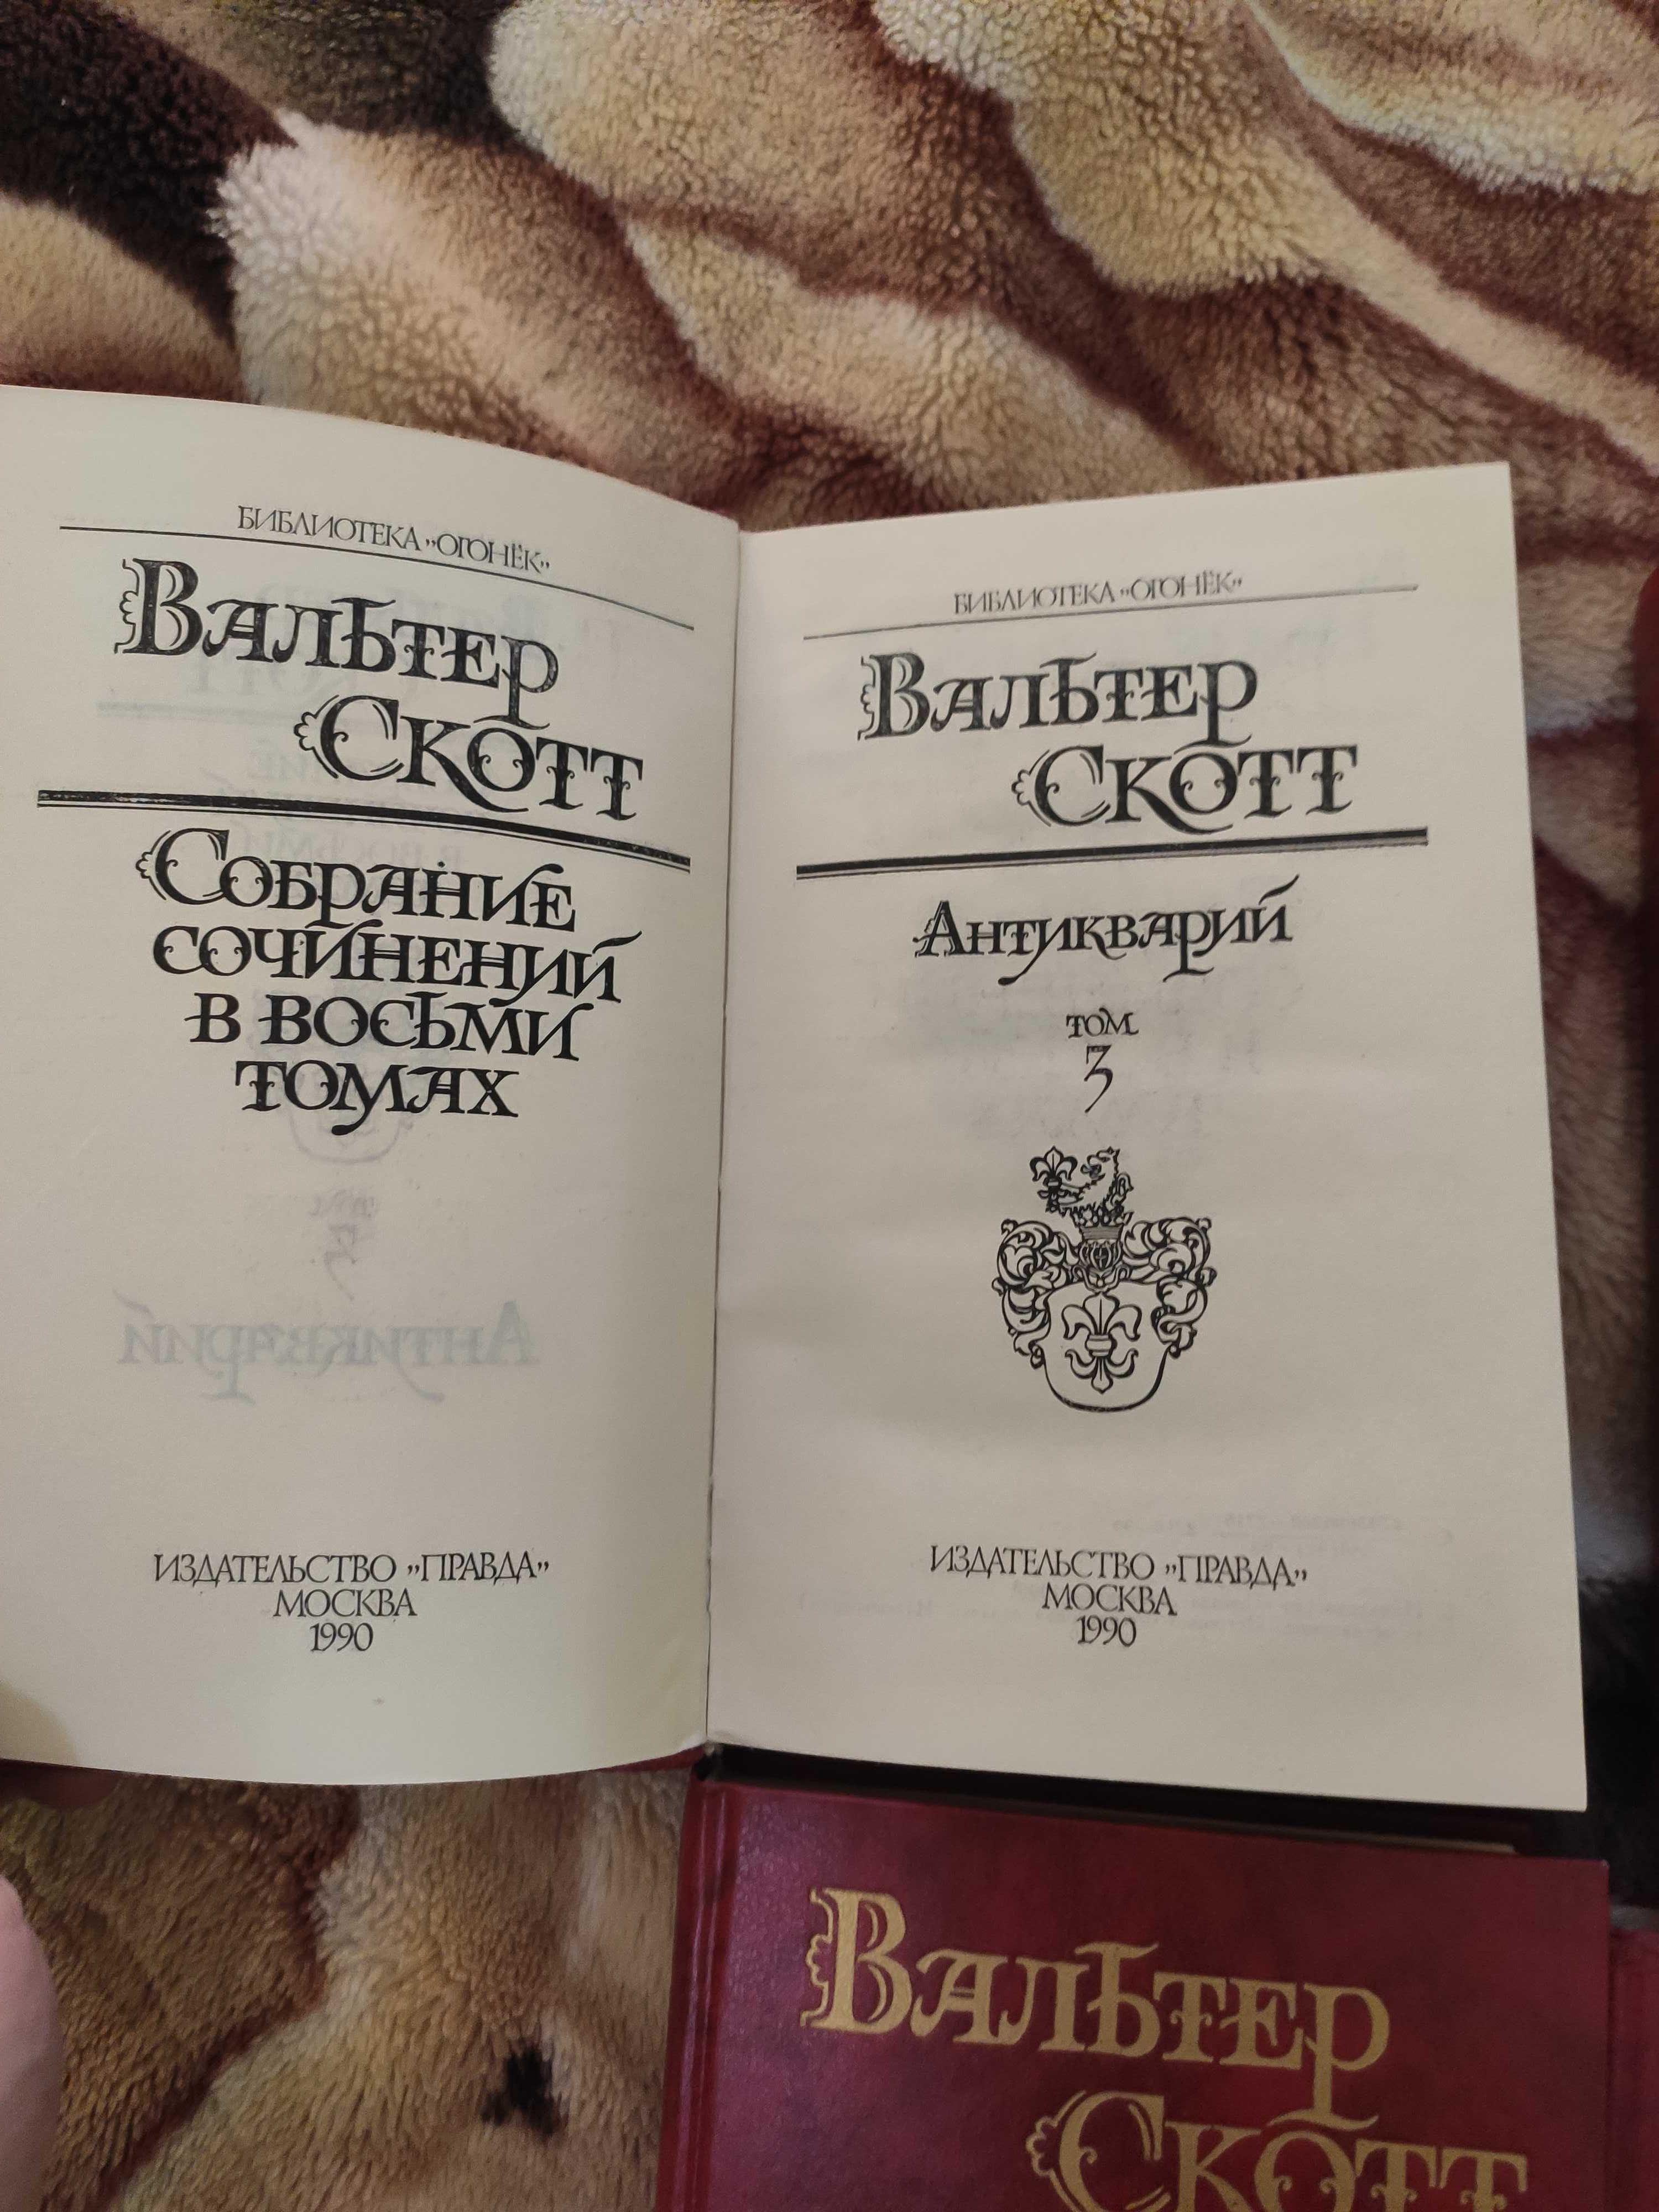 БИБЛИОТЕКА „ОГОНЁК”
ВАЛЬТЕР
СКОТТ
СОБРАНИЕ
СОЧИНЕНИЙ
В ВОСЬМИ
ТОМАХ
ИЗДАТЕЛЬСТВО „ПРАВДА”
МОСКВА
1990
БИБЛИОТЕКА „ОГОНЁК”
ВАЛЬТЕР
СКОТТ
АНТИКВАРИЙ
ТОМ
3
ИЗДАТЕЛЬСТВО „ПРАВДА”
МОСКВА
1990
ВАЛЬТЕР
СКОТТ